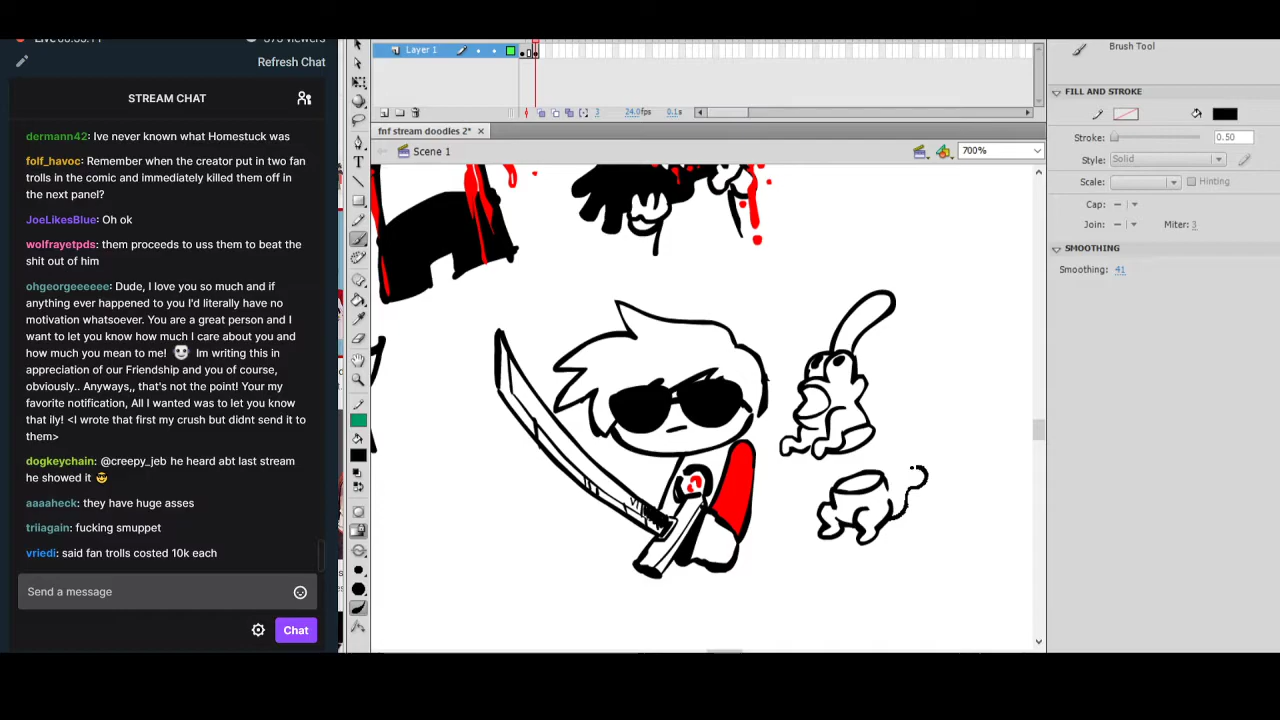 Refresh Chat
STREAM CHAT
dermann42: Ive never known what Homestuck was
folf_havoc: Remember when the creator put in two fan
trolls in the comic and immediately killed them off in
the next panel?
JoeLikesBlue: Oh ok
wolfrayetpds: them proceeds to uss them to beat the
shit out of him
ohgeorgeeeeee: Dude, I love you so much and if
anything ever happened to you I'd literally have no
motivation whatsoever. You are a great person and I
want to let you know how much I care about you and
how much you mean to me! Im writing this in
appreciation of our Friendship and you of course,
obviously.. Anyways,, that's not the point! Your my
favorite notification, All I wanted was to let you know
that ily! <I wrote that first my crush but didnt send it to
them>
dogkeychain: @creepy_jeb he heard abt last stream
he showed it 😎
aaaaheck: they have huge asses
triiagain: fucking smuppet
vriedi: said fan trolls costed 10k each
Send a message
Chat
Layer 1
3 24.0fps 0.1s
fnf stream doodles 2*
Scene 1
700%
Brush Tool
FILL AND STROKE
Stroke: 0.50
Style: Solid
Scale: Hinting
Cap:
Join: Miter: 3
SMOOTHING
Smoothing: 41